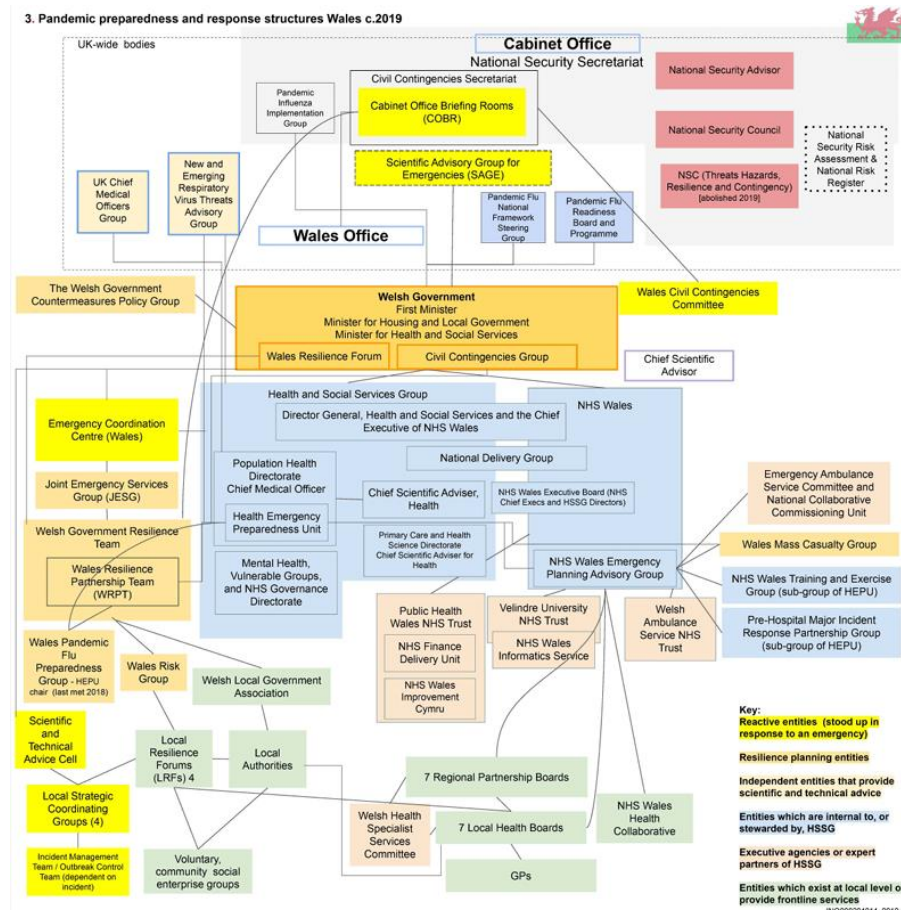 3. Pandemic preparedness and response structures Wales c.2019
UK-wide bodies
Cabinet Office
National Security Secretariat
Civil Contingencies Secretariat
Cabinet Office Briefing Rooms
(COBR)
Pandemic
Influenza
Implementation
Group
National Security Advisor
National Security Council
National
Security Risk
Assessment &
National Risk
Register
NSC (Threats Hazards,
Resilience and Contingency)
[abolished 2019]
Scientific Advisory Group for
Emergencies (SAGE)
UK Chief
Medical
Officers
Group
New and
Emerging
Respiratory
Virus Threats
Advisory
Group
Wales Office
Pandemic Flu
National
Framework
Steering
Group
Pandemic Flu
Readiness
Board and
Programme
The Welsh Government
Countermeasures Policy Group
Welsh Government
First Minister
Minister for Housing and Local Government
Minister for Health and Social Services
Wales Resilience Forum
Civil Contingencies Group
Wales Civil Contingencies
Committee
Chief Scientific
Advisor
Health and Social Services Group
NHS Wales
Director General, Health and Social Services and the Chief
Executive of NHS Wales
Emergency Coordination
Centre (Wales)
National Delivery Group
Population Health
Directorate
Chief Medical Officer
Joint Emergency Services
Group (JESG)
Chief Scientific Adviser,
Health
NHS Wales Executive Board (NHS
Chief Execs and HSSG Directors)
Emergency Ambulance
Service Committee and
National Collaborative
Commissioning Unit
Health Emergency
Preparedness Unit
Welsh Government Resilience
Team
Wales Resilience
Partnership Team
(WRPT)
Primary Care and Health
Science Directorate
Chief Scientific Adviser for
Health
Wales Mass Casualty Group
Mental Health,
Vulnerable Groups,
and NHS Governance
Directorate
NHS Wales Emergency
Planning Advisory Group
NHS Wales Training and Exercise
Group (sub-group of HEPU)
Pre-Hospital Major Incident
Response Partnership Group
(sub-group of HEPU)
Public Health
Wales NHS Trust
NHS Finance
Delivery Unit
NHS Wales
Improvement
Cymru
Velindre University
NHS Trust
NHS Wales
Informatics Service
Welsh
Ambulance
Service NHS
Trust
Wales Pandemic
Flu
Preparedness
Group - HEPU
chair (last met 2018)
Wales Risk
Group
Welsh Local Government
Association
Scientific
and
Technical
Advice Cell
Local
Resilience
Forums
(LRFs) 4
Local
Authorities
Local Strategic
Coordinating
Groups (4)
Incident Management
Team / Outbreak Control
Team (dependent on
incident)
Voluntary,
community social
enterprise groups
7 Regional Partnership Boards
Welsh Health
Specialist
Services
Committee
7 Local Health Boards
GPs
NHS Wales
Health
Collaborative
Key:
Reactive entities (stood up in
response to an emergency)
Resilience planning entities
Independent entities that provide
scientific and technical advice
Entities which are internal to, or
stewarded by, HSSG
Executive agencies or expert
partners of HSSG
Entities which exist at local level o
provide frontline services